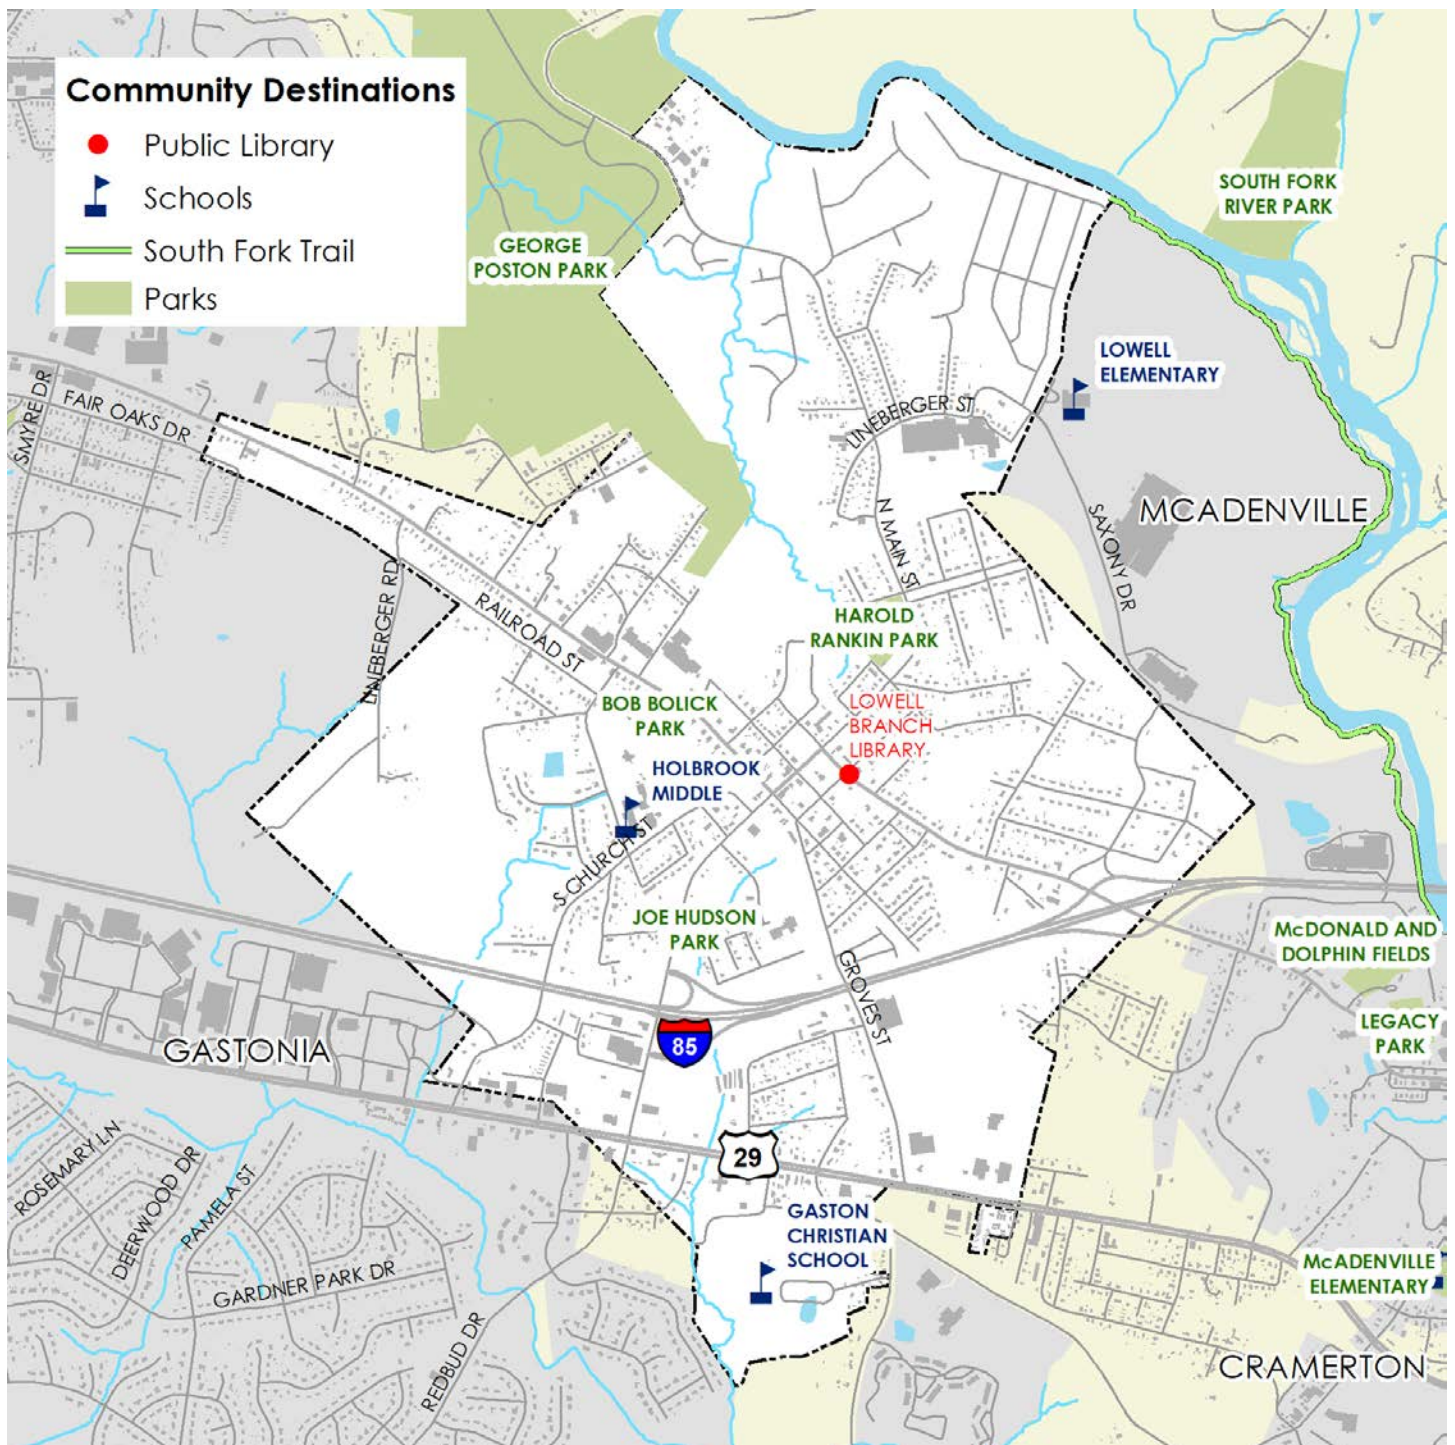 Community Destinations
Public Library
Schools
South Fork Trail
Parks
SOUTH FORK
RIVER PARK
GEORGE
POSTON PARK
LOWELL
ELEMENTARY
SMYRE DR
FAIR OAKS DR
LINEBERGER ST
MCADENVILLE
N MAIN ST
SAXONY DR
LINEBERGER RD
RAILROAD ST
HAROLD
RANKIN PARK
BOB BOLICK
PARK
LOWELL
BRANCH
LIBRARY
HOLBROOK
MIDDLE
S CHURCH ST
JOE HUDSON
PARK
McDONALD AND
DOLPHIN FIELDS
GROVES ST
LEGACY
PARK
GASTONIA
85
29
ROSEMARY LN
DEERWOOD DR
PAMELA ST
GASTON
CHRISTIAN
SCHOOL
GARDNER PARK DR
McADENVILLE
ELEMENTARY
REDBUD DR
CRAMERTON